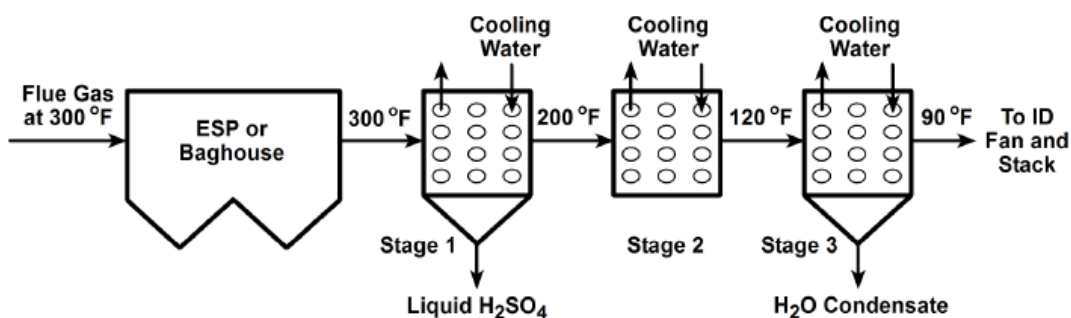 Cooling
Water
Cooling
Water
Cooling
Water
Flue Gas
at 300 °F
ESP or
Baghouse
300 °F
200 °F
120 °F
90 °F
To ID
Fan and
Stack
Stage 1
Stage 2
Stage 3
Liquid H₂SO₄
H₂O Condensate